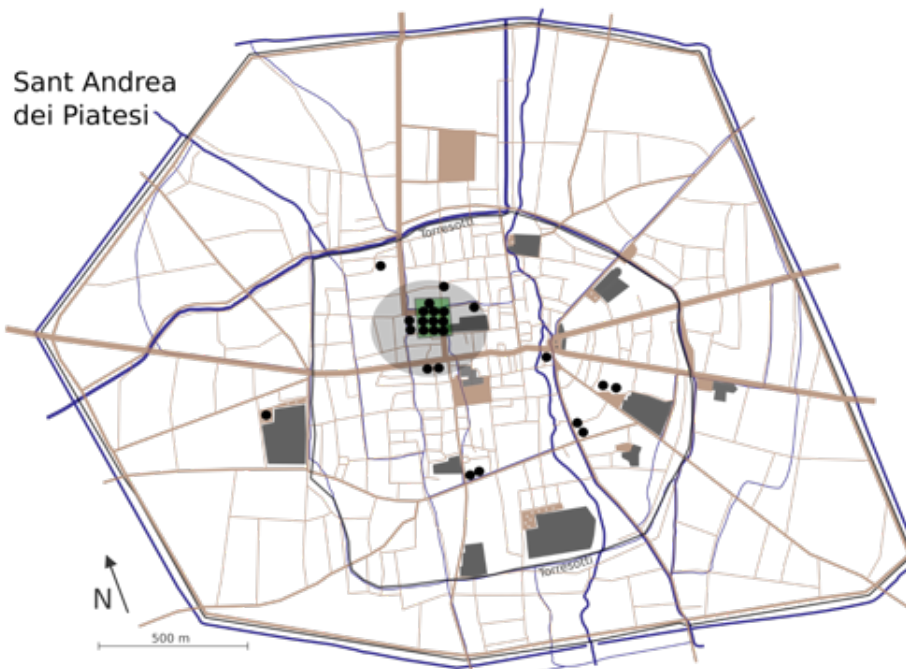 Sant Andrea
dei Piatesi
Torresotti
Torresotti
N
500 m